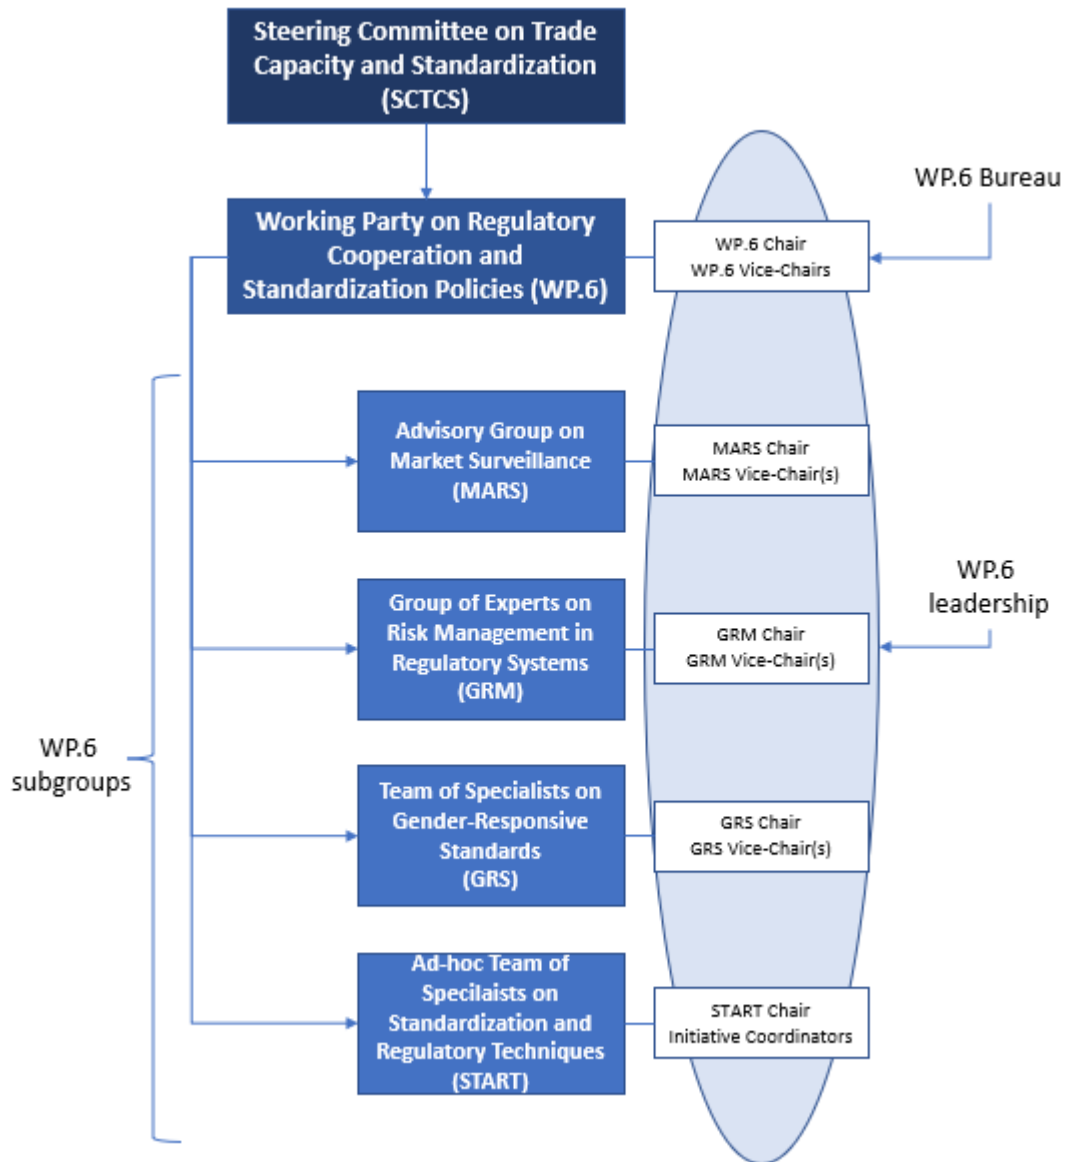 Steering Committee on Trade
Capacity and Standardization
(SCTCS)
WP.6 Bureau
Working Party on Regulatory
Cooperation and
Standardization Policies (WP.6)
WP.6 Chair
WP.6 Vice-Chairs
Advisory Group on
Market Surveillance
(MARS)
MARS Chair
MARS Vice-Chair(s)
WP.6
leadership
Group of Experts on
Risk Management in
Regulatory Systems
(GRM)
GRM Chair
GRM Vice-Chair(s)
WP.6
subgroups
Team of Specialists on
Gender-Responsive
Standards
(GRS)
GRS Chair
GRS Vice-Chair(s)
Ad-hoc Team of
Specilaists on
Standardization and
Regulatory Techniques
(START)
START Chair
Initiative Coordinators